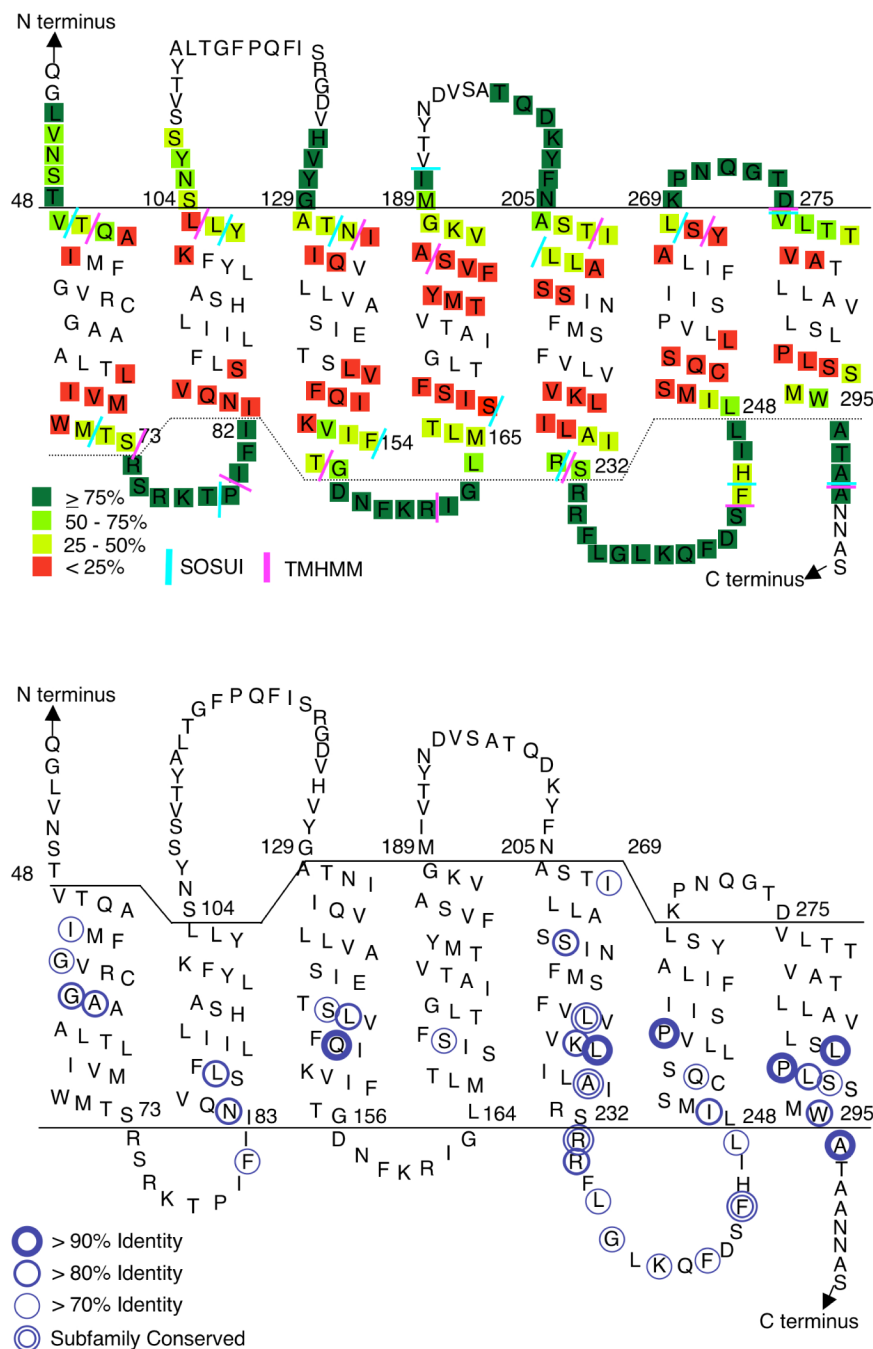 N terminus
Q G L V N S T
48
V T Q A
I M F
G V R C
G A A
A L T L
I V M
W M T S
73
R S R K T P I F I
82
L L Y
K F Y L
A S H
L I I L
F L S
V Q N I
104
S N Y S S V T Y A L T G F P Q F I S R G D V H V Y G
129
A T N I
I Q V
L L V A
S I E
T S L V
F Q I
K V I F
154
T G
D N F K R I G
L
165
G K V
A S V F
Y M T
V T A I
G L T
F S I S
T L M
189
M I V T Y N D V S A T Q D K Y F N
205
A S T I
L L A
S S I N
F M S
F V L V
V K L
I L A I
R S
232
R R F L G L K Q F D S F H I L
248
L S Y
A L I F
I I S
P V L L
S Q C
S M I L
269
K P N Q G T D
275
V L T T
V A T
L L A V
L S L
P L S S
M W
295
A T A A N N A S
C terminus
≥ 75%
50 - 75%
25 - 50%
< 25%
SOSUI
TMHMM
N terminus
Q G L V N S T
48
V T Q A
I M F
G V R C
G A A
A L T L
I V M
W M T S
73
R S R K T P I F I
83
L L Y
K F Y L
A S H
L I I L
F L S
V Q N
104
S N Y S S V T Y A L T G F P Q F I S R G D V H V Y G
129
A T N I
I Q V
L L V A
S I E
T S L V
F Q I
K V I F
T G
156
D N F K R I G
L
164
G K V
A S V F
Y M T
V T A I
G L T
F S I S
T L M
189
M I V T Y N D V S A T Q D K Y F N
205
A S T I
L L A
S S I N
F M S
F V L V
V K L
I L A I
R S
232
R R F L G L K Q F D S F H I L
248
L S Y
A L I F
I I S
P V L L
S Q C
S M I L
269
K P N Q G T D
275
V L T T
V A T
L L A V
L S L
P L S S
M W
295
A T A A N N A S
C terminus
> 90% Identity
> 80% Identity
> 70% Identity
Subfamily Conserved